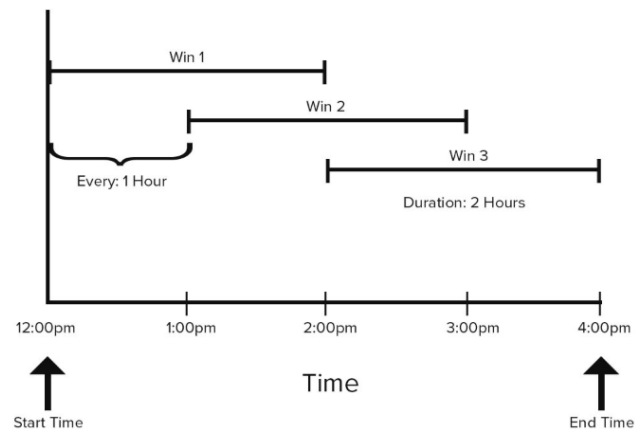 Win 1
Win 2
Win 3
Every: 1 Hour
Duration: 2 Hours
12:00pm
1:00pm
2:00pm
3:00pm
4:00pm
Time
Start Time
End Time